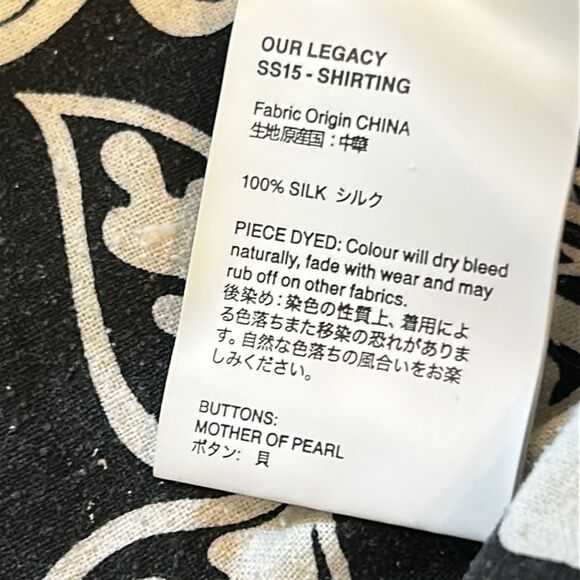 OUR LEGACY
SS15 - SHIRTING
Fabric Origin CHINA
生地原産国：中華
100% SILK シルク
PIECE DYED: Colour will dry bleed
naturally, fade with wear and may
rub off on other fabrics.
後染め：染色の性質上、着用によ
る色落ちまた移染の恐れがありま
す。自然な色落ちの風合いをお楽
しみください。
BUTTONS:
MOTHER OF PEARL
ボタン: 貝